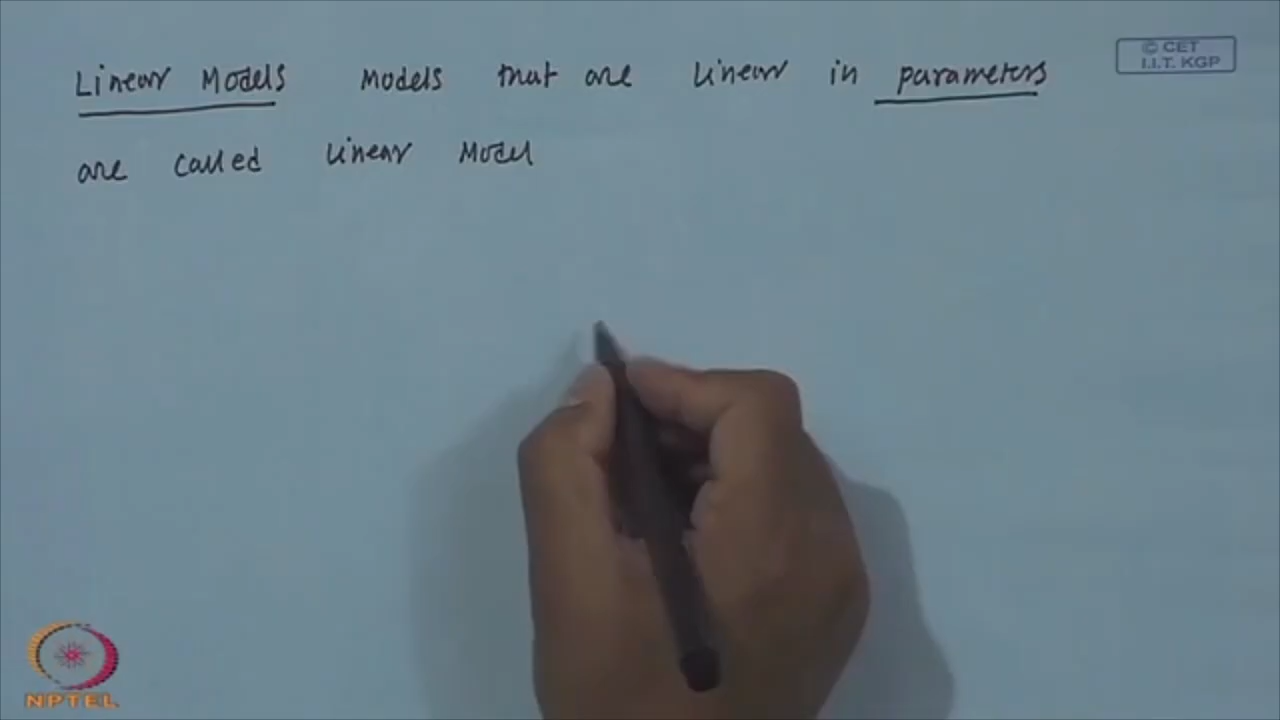 Linear Models Models that are linear in parameters
are called linear Model
© CET
I.I.T. KGP
NPTEL